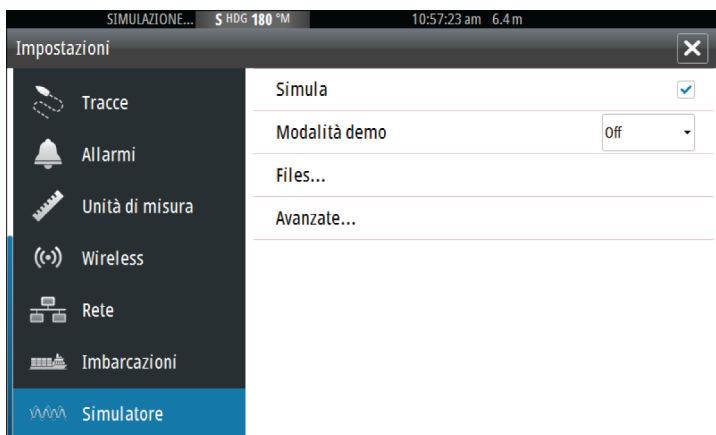 SIMULAZIONE... S HDG 180 °M 10:57:23 am 6.4 m
Impostazioni
Tracce
Allarmi
Unità di misura
Wireless
Rete
Imbarcazioni
Simulatore
Simula
Modalità demo Off
Files...
Avanzate...